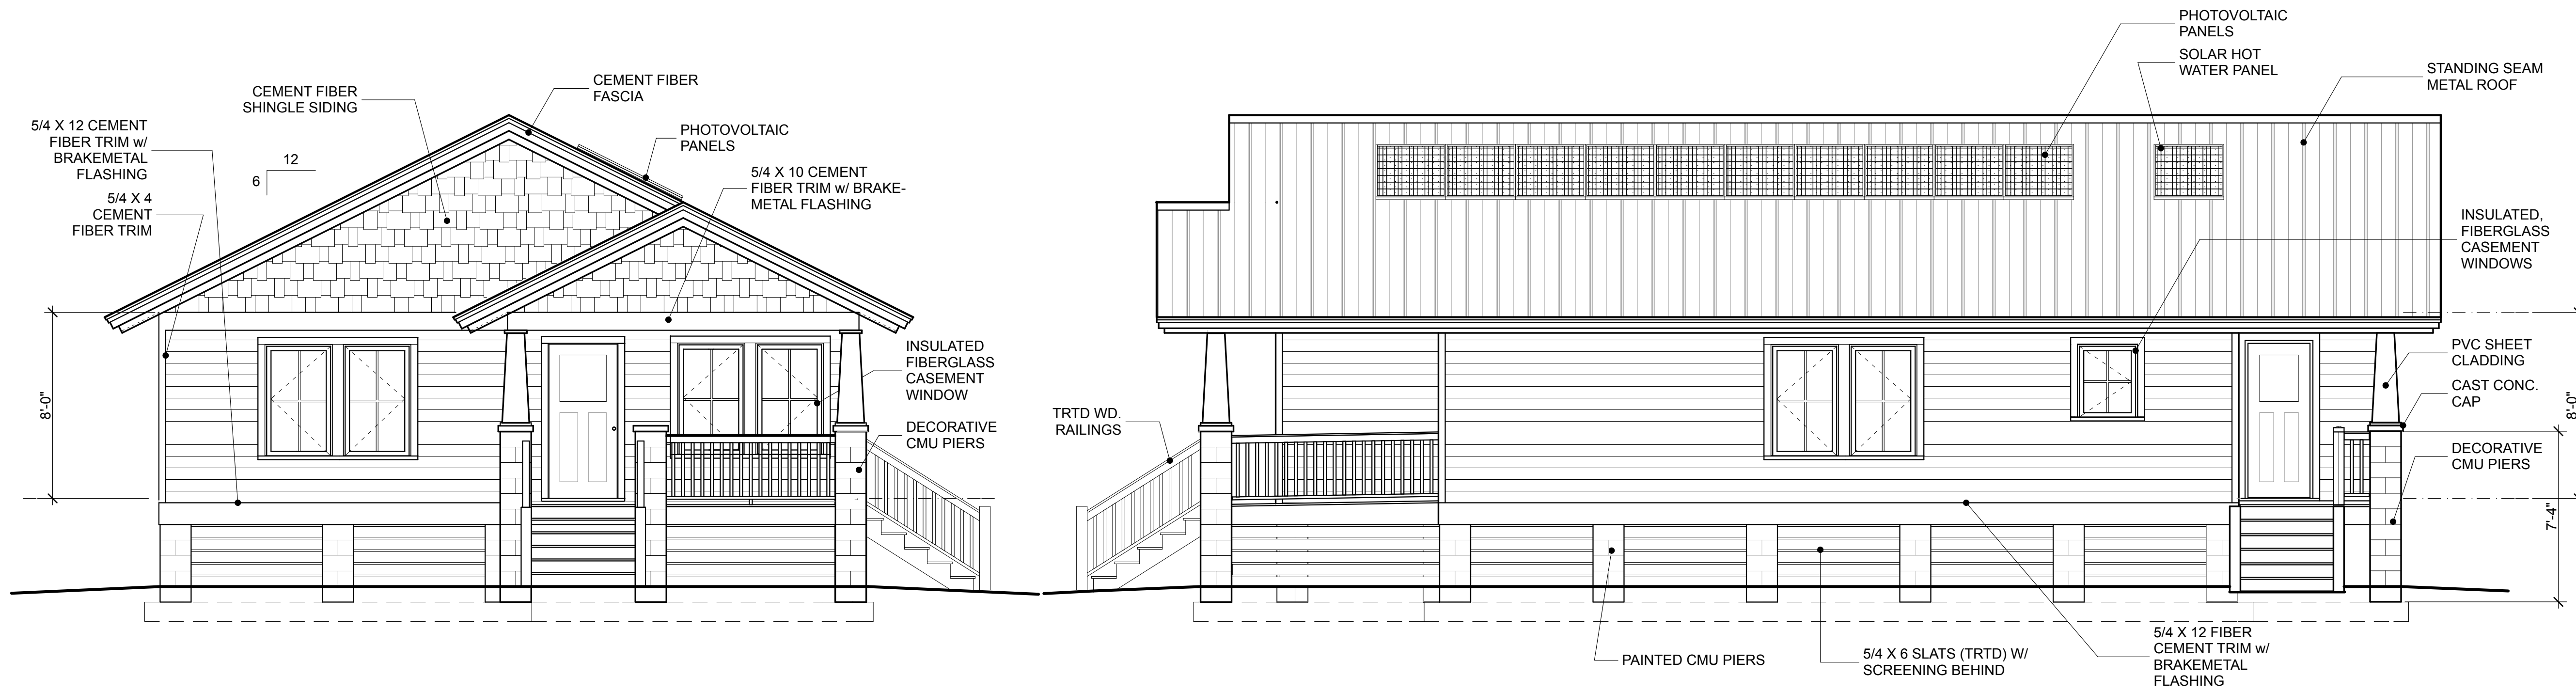 CEMENT FIBER
FASCIA
CEMENT FIBER
SHINGLE SIDING
5/4 X 12 CEMENT
FIBER TRIM w/
BRAKEMETAL
FLASHING
12
6
5/4 X 4
CEMENT
FIBER TRIM
PHOTOVOLTAIC
PANELS
5/4 X 10 CEMENT
FIBER TRIM w/ BRAKE-
METAL FLASHING
8'-0"
INSULATED
FIBERGLASS
CASEMENT
WINDOW
DECORATIVE
CMU PIERS
PHOTOVOLTAIC
PANELS
SOLAR HOT
WATER PANEL
STANDING SEAM
METAL ROOF
INSULATED,
FIBERGLASS
CASEMENT
WINDOWS
TRTD WD.
RAILINGS
PVC SHEET
CLADDING
CAST CONC.
CAP
8'-0"
DECORATIVE
CMU PIERS
7'-4"
PAINTED CMU PIERS
5/4 X 6 SLATS (TRTD) W/
SCREENING BEHIND
5/4 X 12 FIBER
CEMENT TRIM w/
BRAKEMETAL
FLASHING